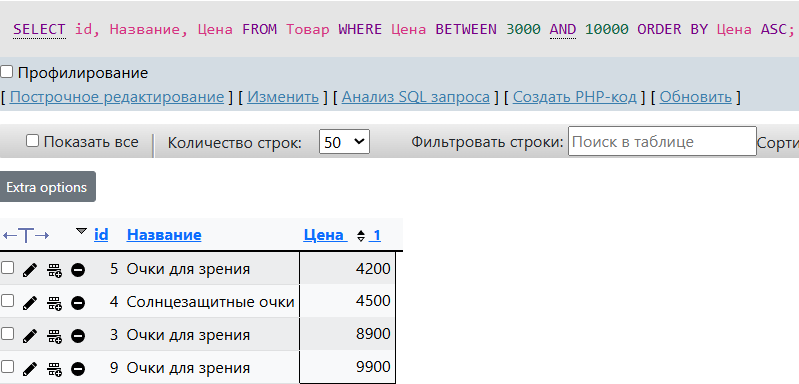 SELECT id, Название, Цена FROM Товар WHERE Цена BETWEEN 3000 AND 10000 ORDER BY Цена ASC;
Профилирование
[ Построчное редактирование ] [ Изменить ] [ Анализ SQL запроса ] [ Создать PHP-код ] [ Обновить ]
Показать все Количество строк: 50 Фильтровать строки: Поиск в таблице Сорти
Extra options
←T→ id Название Цена 1
5 Очки для зрения 4200
4 Солнцезащитные очки 4500
3 Очки для зрения 8900
9 Очки для зрения 9900